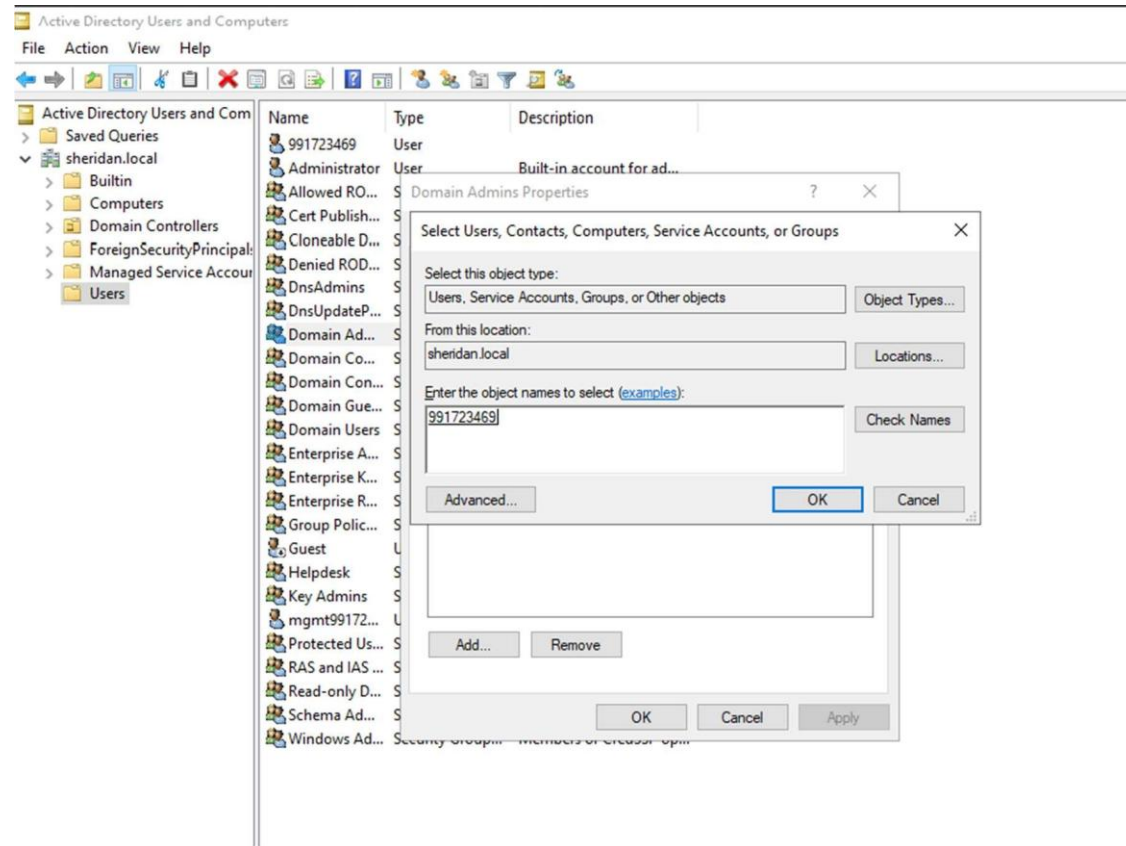 Active Directory Users and Computers
File Action View Help
Active Directory Users and Com
Saved Queries
sheridan.local
Builtin
Computers
Domain Controllers
ForeignSecurityPrincipal
Managed Service Accour
Users
Name Type Description
991723469 User
Administrator User Built-in account for ad...
Allowed RO... S
Cert Publish... S
Cloneable D... S
Denied ROD... S
DnsAdmins S
DnsUpdateP... S
Domain Ad... S
Domain Co... S
Domain Con... S
Domain Gue... S
Domain Users S
Enterprise A... S
Enterprise K... S
Enterprise R... S
Group Polic... S
Guest U
Helpdesk S
Key Admins S
mgmt99172... U
Protected Us... S
RAS and IAS ... S
Read-only D... S
Schema Ad... S
Windows Ad... Security Group... Members of CredSSP op...
Domain Admins Properties ?
Select Users, Contacts, Computers, Service Accounts, or Groups
Select this object type:
Users, Service Accounts, Groups, or Other objects Object Types...
From this location:
sheridan.local Locations...
Enter the object names to select (examples):
991723469 Check Names
Advanced... OK Cancel
Add... Remove
OK Cancel Apply